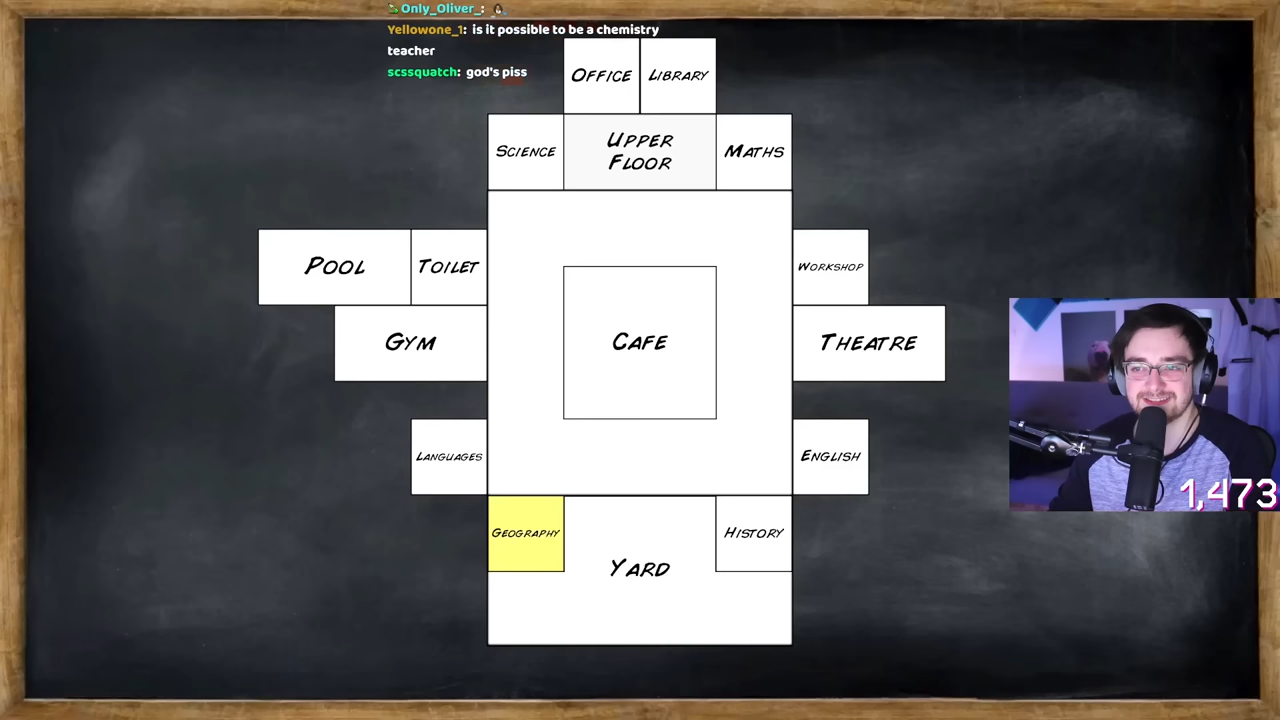 Only_Oliver_:
Yellowone_1: is it possible to be a chemistry
teacher
scssquatch: god's piss
OFFICE
LIBRARY
SCIENCE
UPPER
FLOOR
MATHS
POOL
TOILET
WORKSHOP
GYM
CAFE
THEATRE
LANGUAGES
ENGLISH
1,473
GEOGRAPHY
HISTORY
YARD